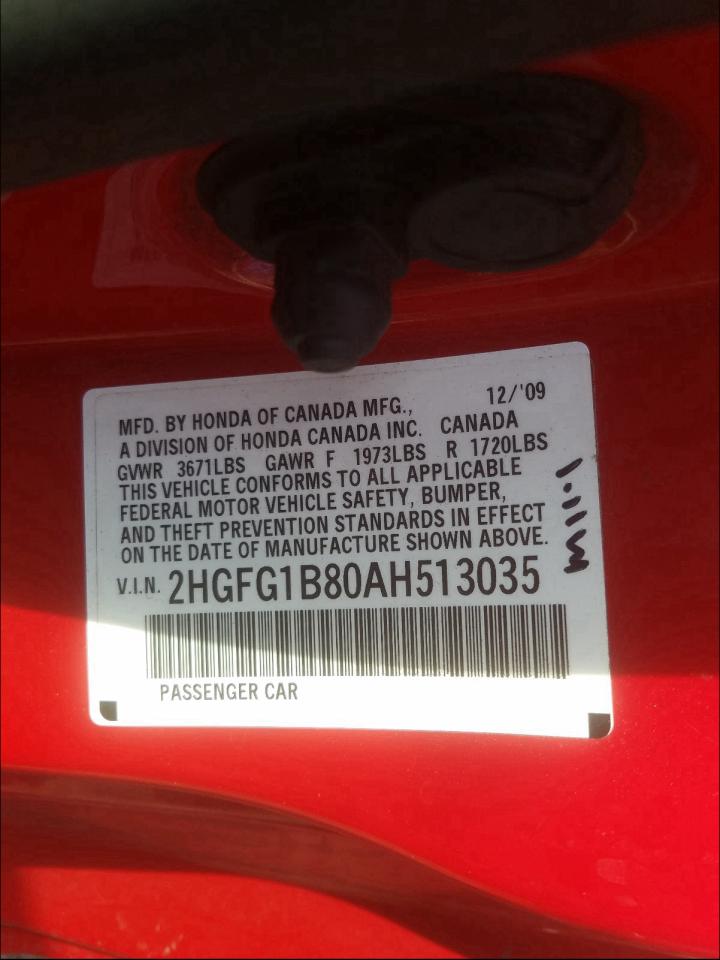 MFD. BY HONDA OF CANADA MFG., 12/'09
A DIVISION OF HONDA CANADA INC. CANADA
GVWR 3671LBS GAWR F 1973LBS R 1720LBS
THIS VEHICLE CONFORMS TO ALL APPLICABLE
FEDERAL MOTOR VEHICLE SAFETY, BUMPER,
AND THEFT PREVENTION STANDARDS IN EFFECT
ON THE DATE OF MANUFACTURE SHOWN ABOVE.
V.I.N. 2HGFG1B80AH513035
PASSENGER CAR